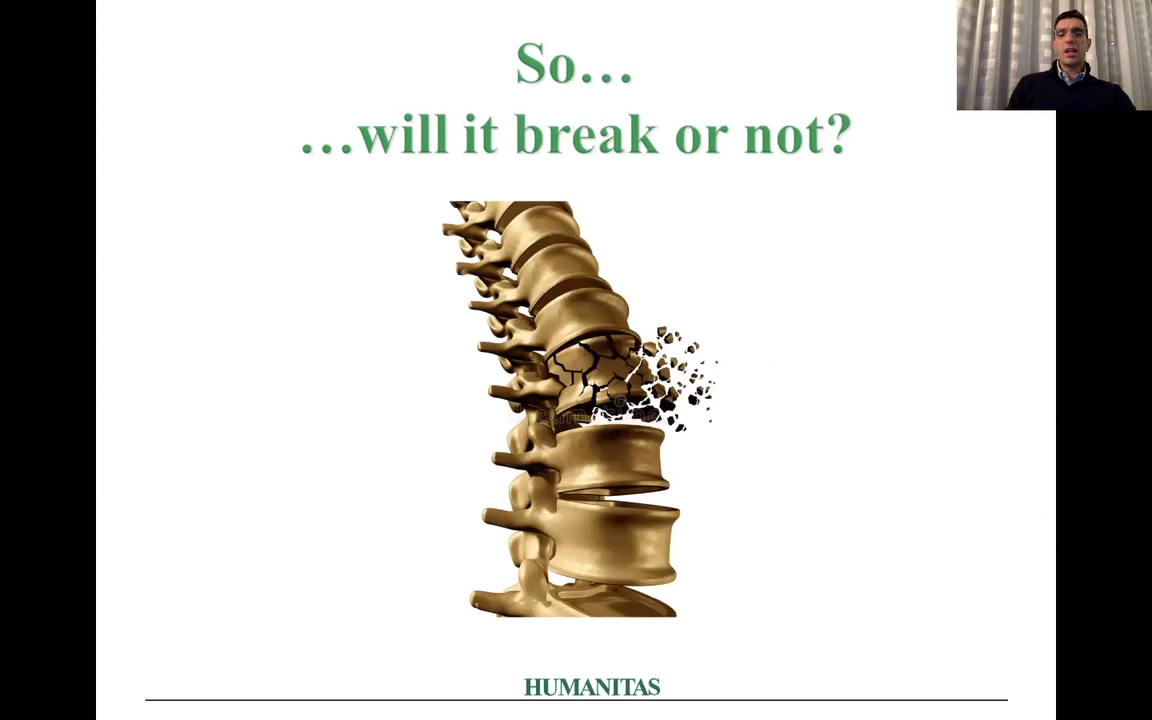 So…
…will it break or not?
HUMANITAS